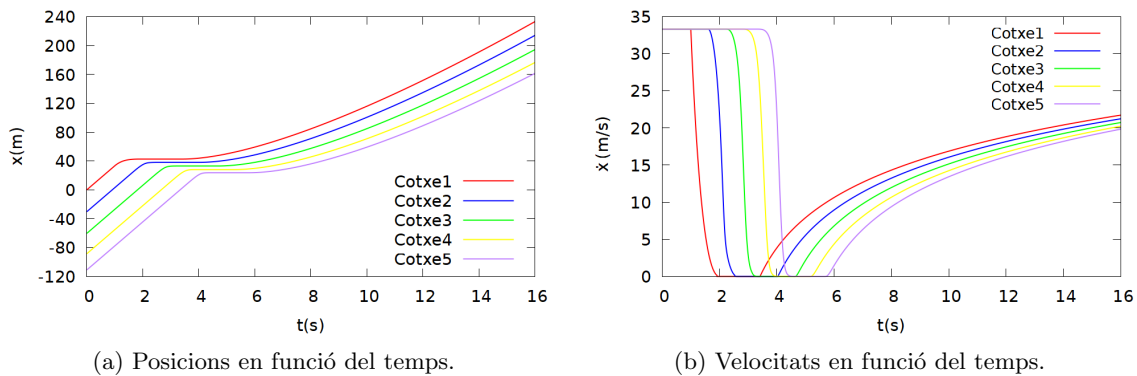 240
200
160
120
80
40
0
-40
-80
-120
x(m)
0 2 4 6 8 10 12 14 16
t(s)
Cotxe1
Cotxe2
Cotxe3
Cotxe4
Cotxe5
(a) Posicions en funció del temps.
35
30
25
20
15
10
5
0
ẋ (m/s)
0 2 4 6 8 10 12 14 16
t(s)
Cotxe1
Cotxe2
Cotxe3
Cotxe4
Cotxe5
(b) Velocitats en funció del temps.